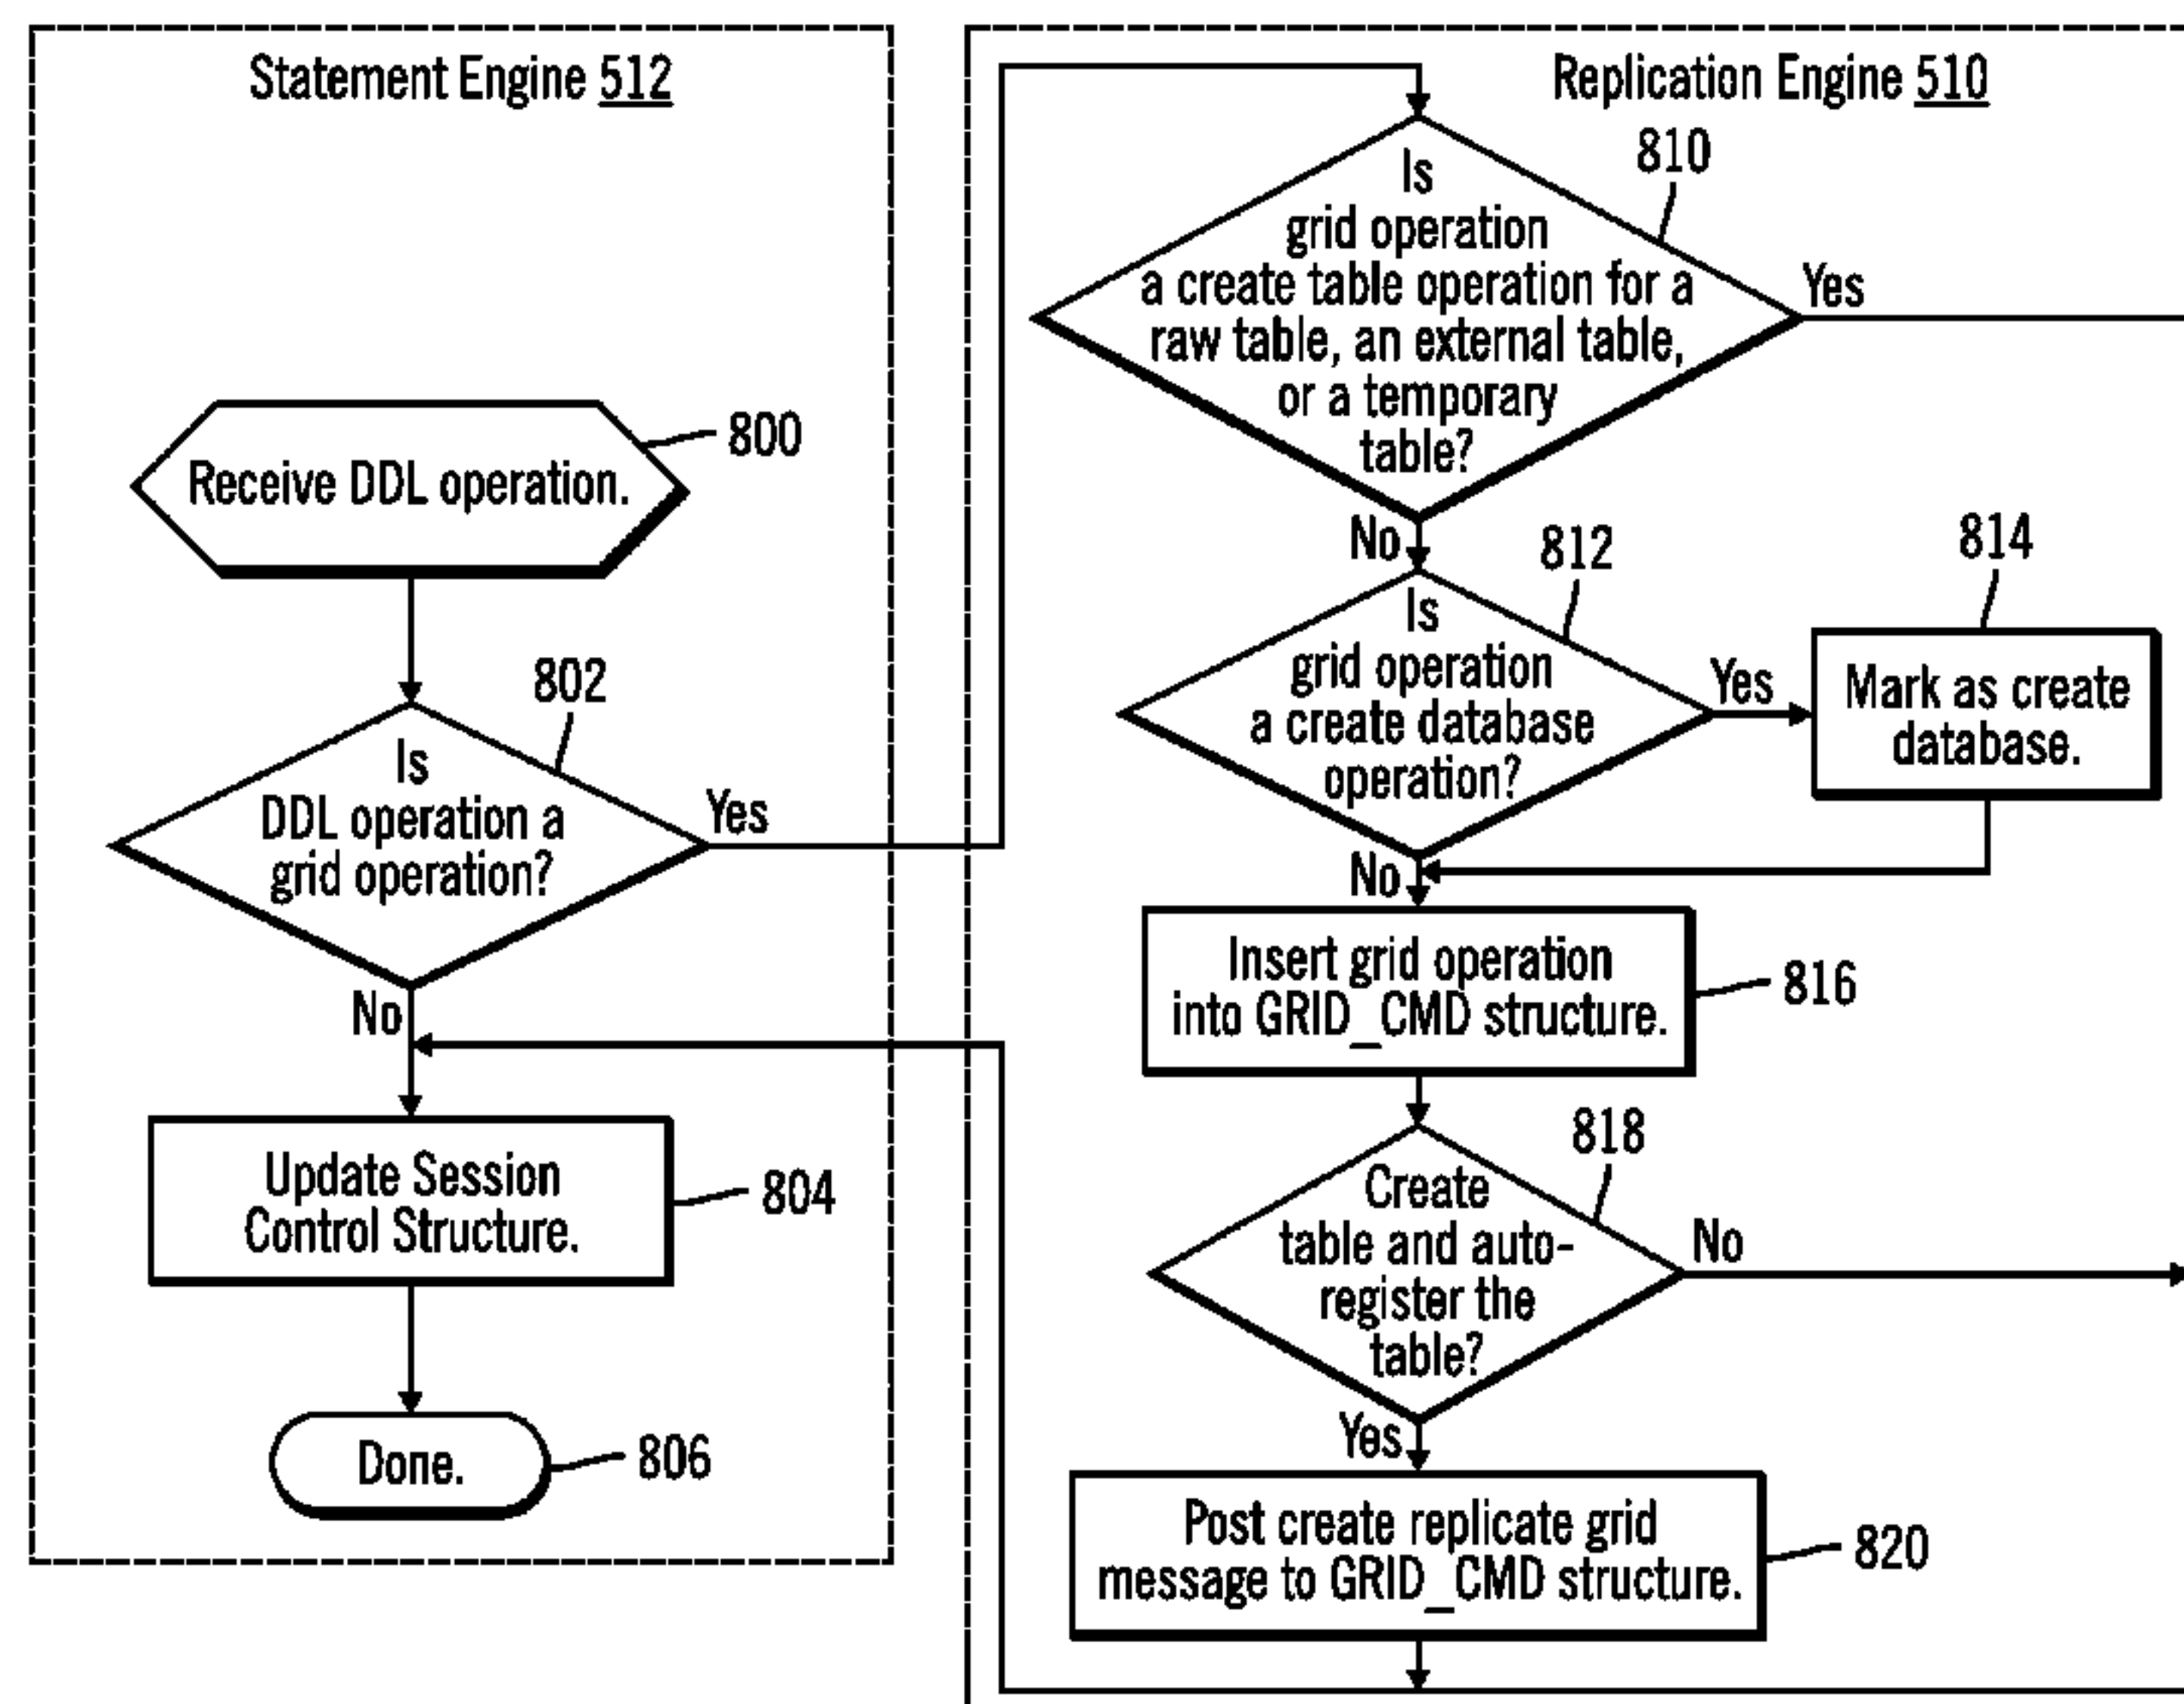 Statement Engine 512
Receive DDL operation.
800
802
Is
DDL operation a
grid operation?
Yes
No
Update Session
Control Structure.
804
Done.
806
Replication Engine 510
810
Is
grid operation
a create table operation for a
raw table, an external table,
or a temporary
table?
Yes
No
812
Is
grid operation
a create database
operation?
Yes
814
Mark as create
database.
No
Insert grid operation
into GRID_CMD structure.
816
818
Create
table and auto-
register the
table?
No
Yes
Post create replicate grid
message to GRID_CMD structure.
820